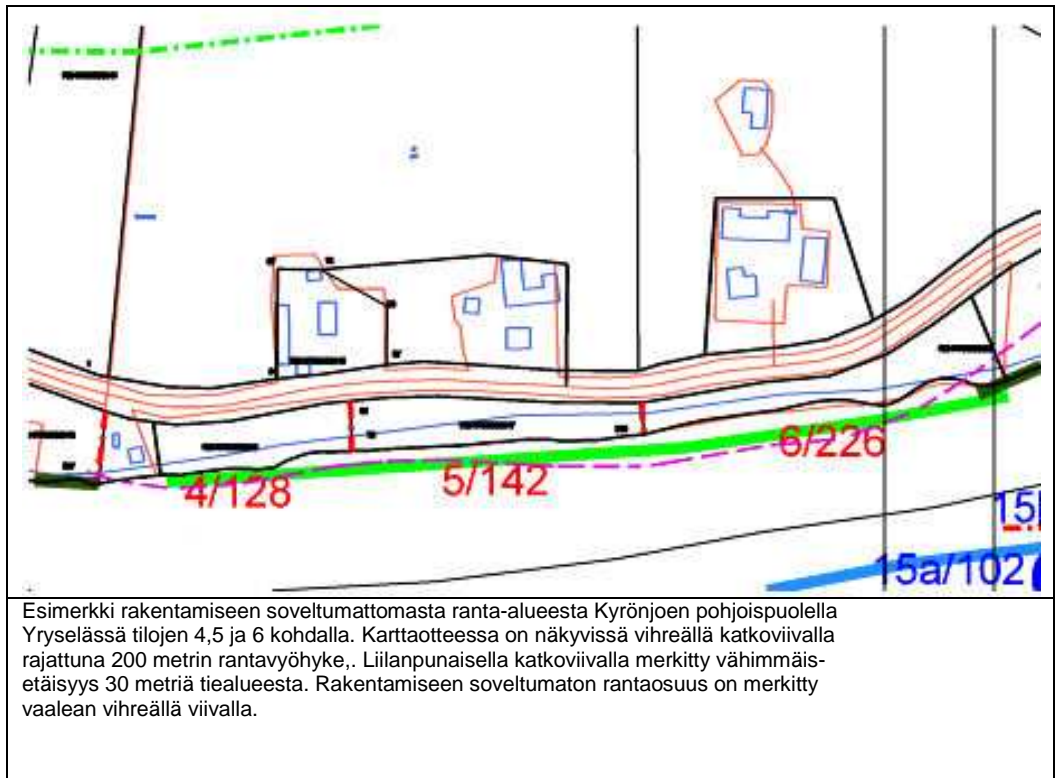 4/128
5/142
6/226
15
15a/102
Esimerkki rakentamiseen soveltumattomasta ranta-alueesta Kyrönjoen pohjoispuolella
Yryselässä tilojen 4,5 ja 6 kohdalla. Karttaotteessa on näkyvissä vihreällä katkoviivalla
rajattuna 200 metrin rantavyöhyke,. Liilanpunaisella katkoviivalla merkitty vähimmäis-
etäisyys 30 metriä tiealueesta. Rakentamiseen soveltumaton rantaosuus on merkitty
vaalean vihreällä viivalla.